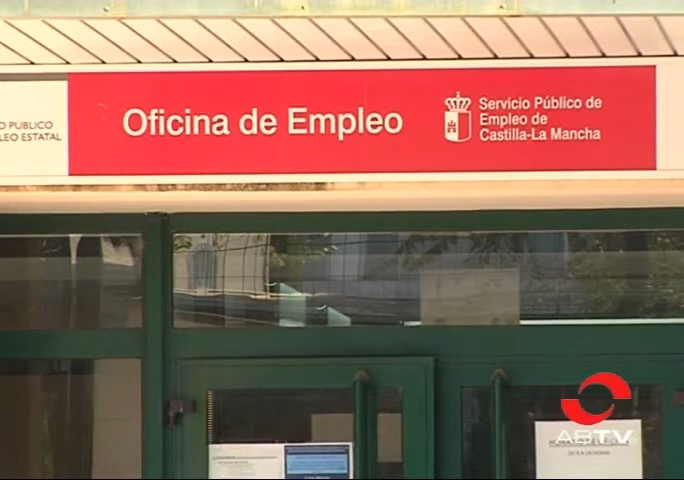 O PÚBLICO
LEO ESTATAL
Oficina de Empleo
Servicio Público de
Empleo de
Castilla-La Mancha
ABTV